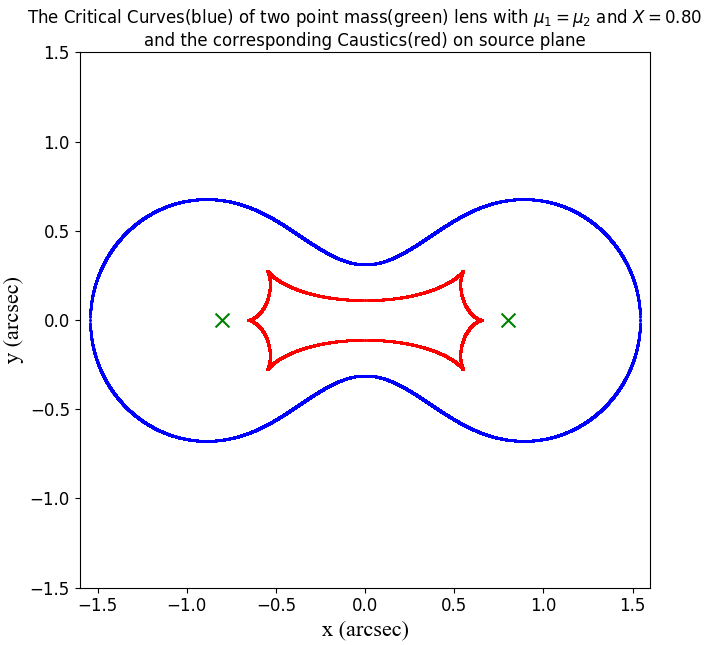 The Critical Curves(blue) of two point mass(green) lens with μ₁ = μ₂ and X = 0.80
and the corresponding Caustics(red) on source plane
1.5
1.0
0.5
0.0
−0.5
−1.0
−1.5
y (arcsec)
−1.5 −1.0 −0.5 0.0 0.5 1.0 1.5
x (arcsec)